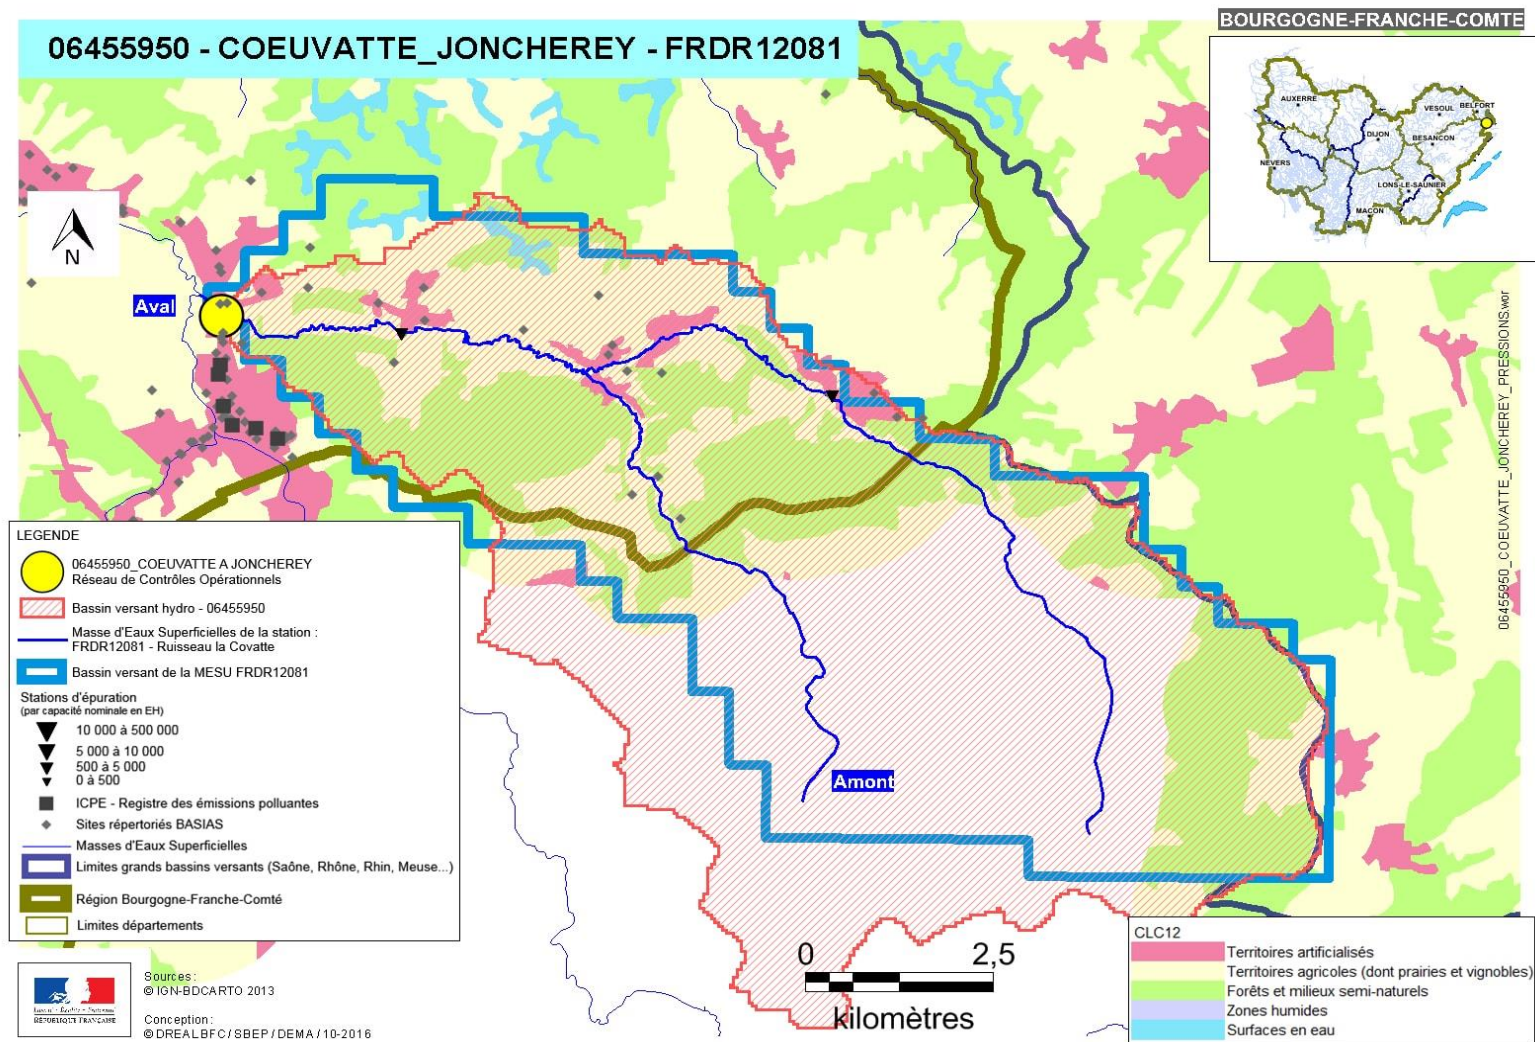 BOURGOGNE-FRANCHE-COMTE
06455950 - COEUVATTE_JONCHEREY - FRDR12081
AUXERRE
VESOUL
BELFORT
DIJON
BESANCON
NEVERS
LONS-LE-SAUNIER
MACON
N
Aval
Amont
06455950_COEUVATTE_JONCHEREY_PRESSIONS.wor
LEGENDE
06455950_COEUVATTE A JONCHEREY
Réseau de Contrôles Opérationnels
Bassin versant hydro - 06455950
Masse d'Eaux Superficielles de la station :
FRDR12081 - Ruisseau la Covatte
Bassin versant de la MESU FRDR12081
Stations d'épuration
(par capacité nominale en EH)
10 000 à 500 000
5 000 à 10 000
500 à 5 000
0 à 500
ICPE - Registre des émissions polluantes
Sites répertoriés BASIAS
Masses d'Eaux Superficielles
Limites grands bassins versants (Saône, Rhône, Rhin, Meuse...)
Région Bourgogne-Franche-Comté
Limites départements
0 2,5
kilomètres
CLC12
Territoires artificialisés
Territoires agricoles (dont prairies et vignobles)
Forêts et milieux semi-naturels
Zones humides
Surfaces en eau
RÉPUBLIQUE FRANÇAISE
Sources :
© IGN-BDCARTO 2013
Conception :
© DREAL BFC / SBEP / DEMA / 10-2016